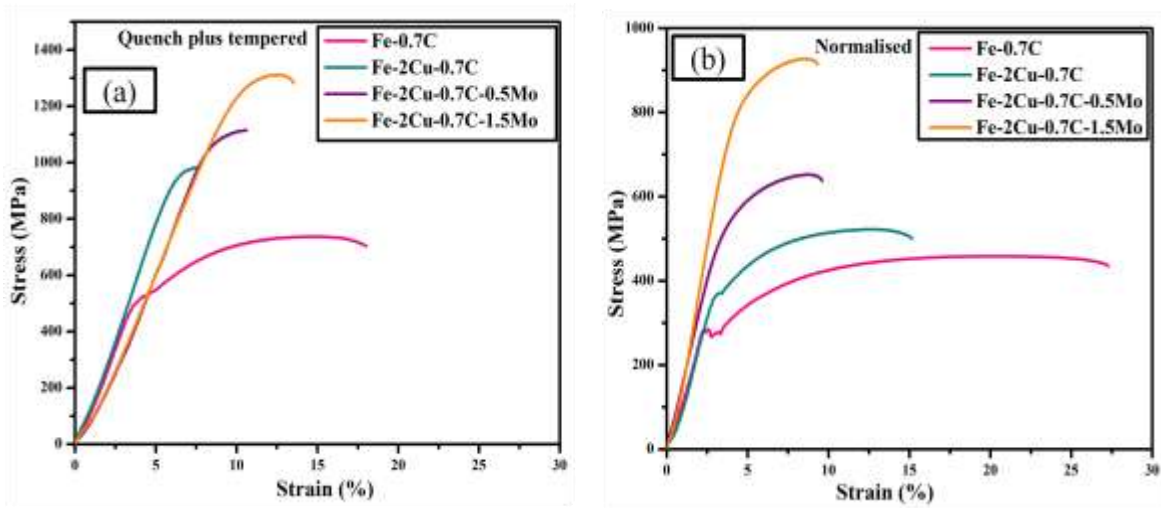 Quench plus tempered
(a)
Fe-0.7C
Fe-2Cu-0.7C
Fe-2Cu-0.7C-0.5Mo
Fe-2Cu-0.7C-1.5Mo
1400
1200
1000
800
600
400
200
0
Stress (MPa)
0 5 10 15 20 25 30
Strain (%)
Normalised
(b)
Fe-0.7C
Fe-2Cu-0.7C
Fe-2Cu-0.7C-0.5Mo
Fe-2Cu-0.7C-1.5Mo
1000
800
600
400
200
0
Stress (MPa)
0 5 10 15 20 25 30
Strain (%)